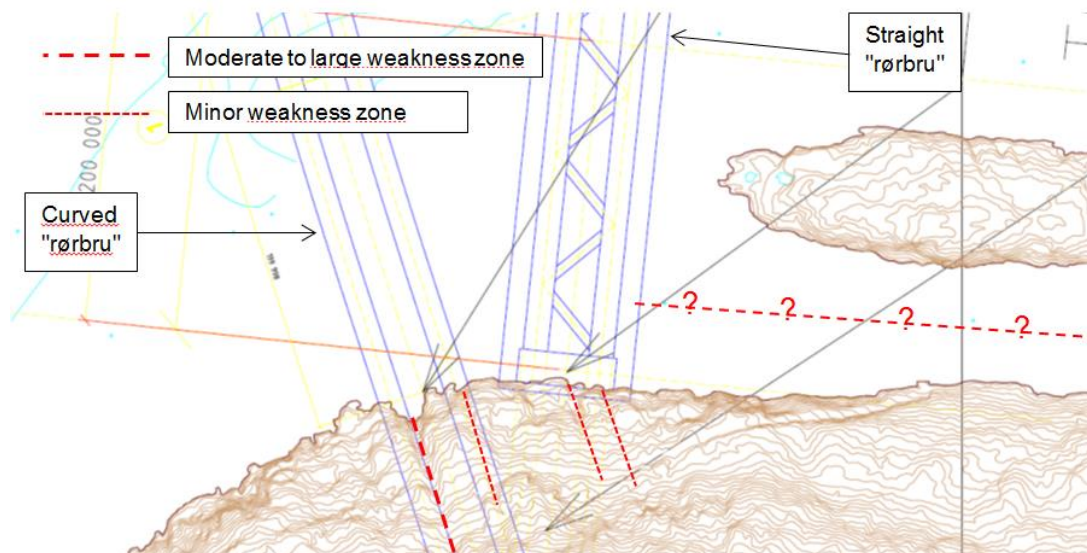 Moderate to large weakness zone
Minor weakness zone
Straight
"rørbru"
Curved
"rørbru"
200 000
?
?
?
?